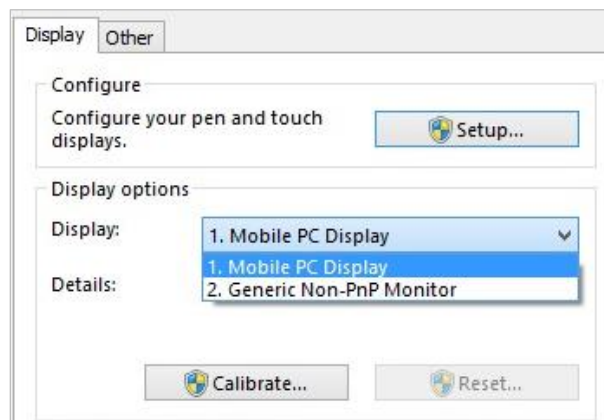 Display Other
Configure
Configure your pen and touch
displays.
Setup...
Display options
Display:
1. Mobile PC Display
1. Mobile PC Display
2. Generic Non-PnP Monitor
Details:
Calibrate... Reset...